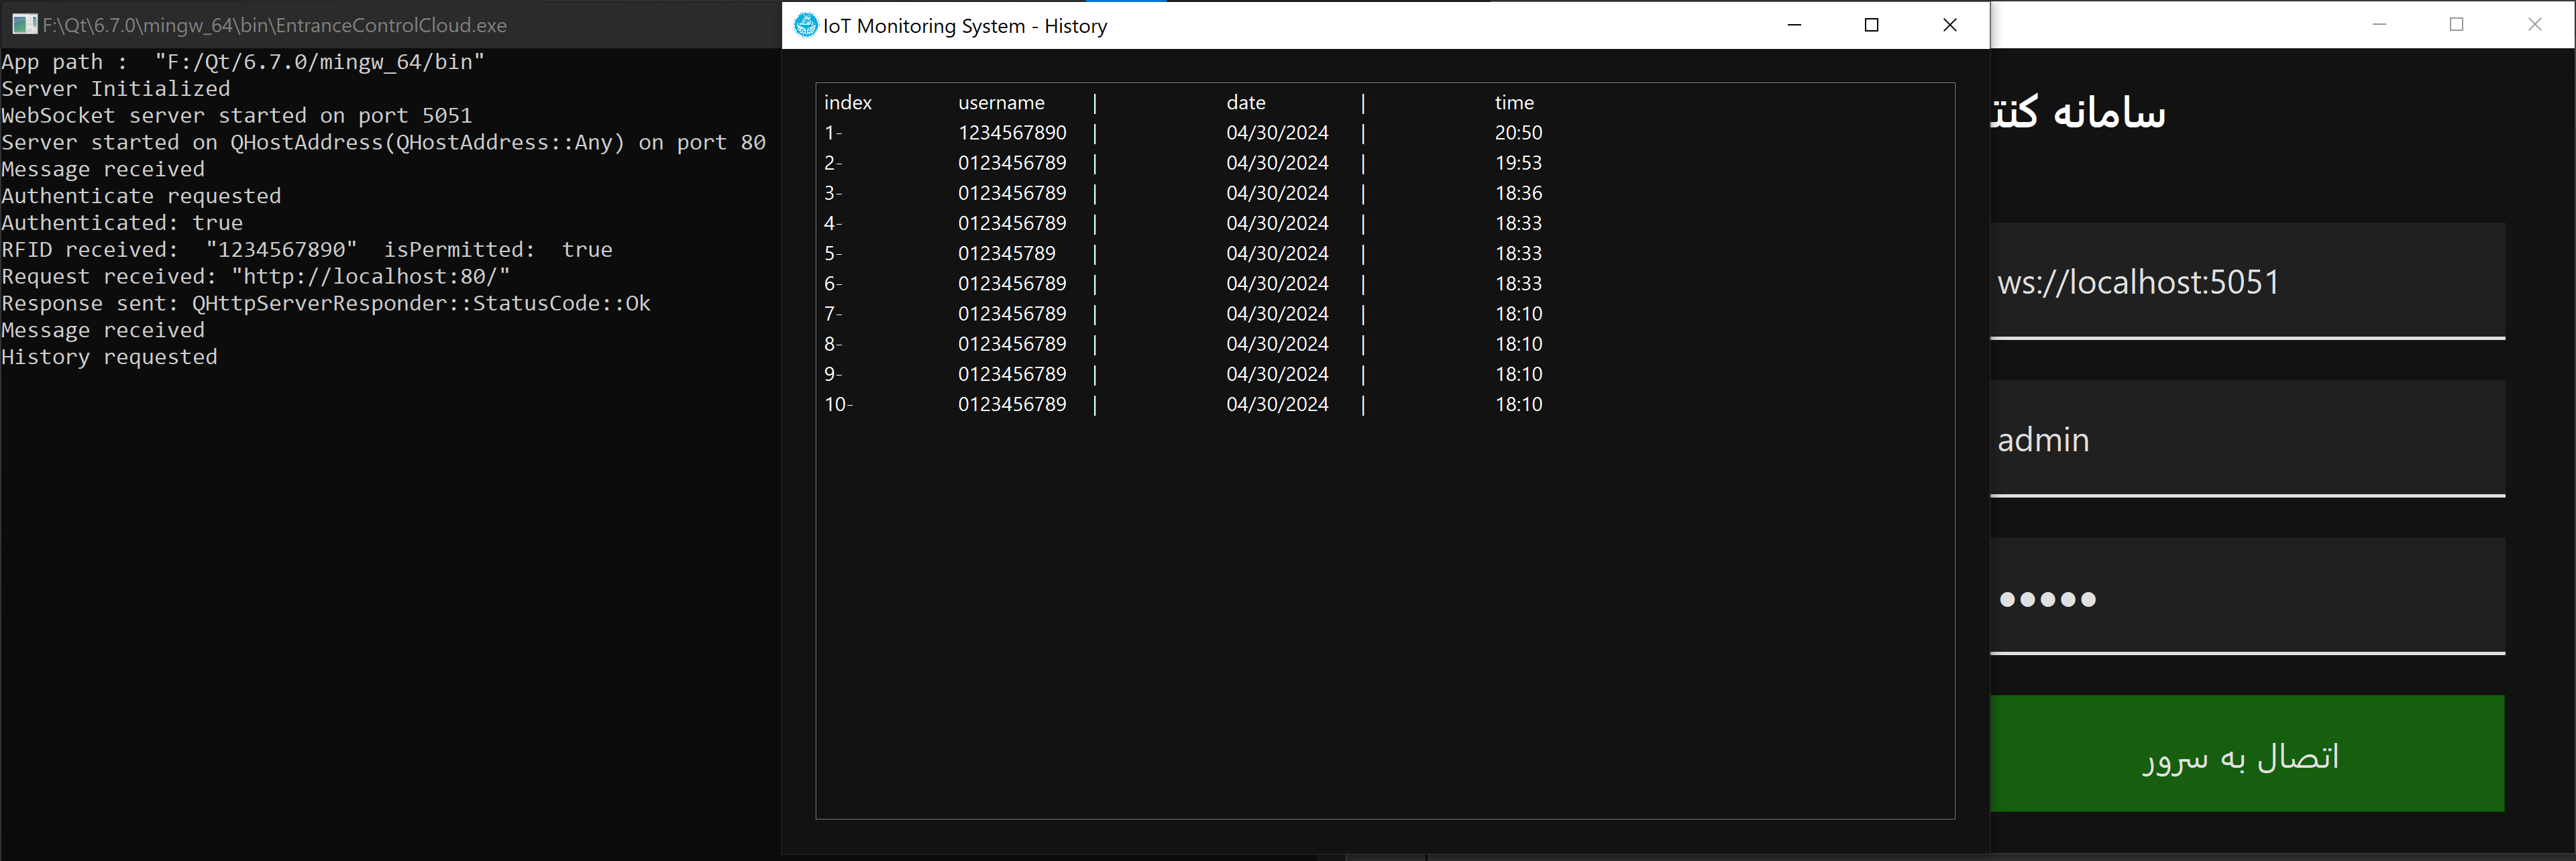 F:\Qt\6.7.0\mingw_64\bin\EntranceControlCloud.exe
App path :  "F:/Qt/6.7.0/mingw_64/bin"
Server Initialized
WebSocket server started on port 5051
Server started on QHostAddress(QHostAddress::Any) on port 80
Message received
Authenticate requested
Authenticated: true
RFID received:  "1234567890"  isPermitted:  true
Request received: "http://localhost:80/"
Response sent: QHttpServerResponder::StatusCode::Ok
Message received
History requested
IoT Monitoring System - History
index username | date | time
1- 1234567890 | 04/30/2024 | 20:50
2- 0123456789 | 04/30/2024 | 19:53
3- 0123456789 | 04/30/2024 | 18:36
4- 0123456789 | 04/30/2024 | 18:33
5- 012345789 | 04/30/2024 | 18:33
6- 0123456789 | 04/30/2024 | 18:33
7- 0123456789 | 04/30/2024 | 18:10
8- 0123456789 | 04/30/2024 | 18:10
9- 0123456789 | 04/30/2024 | 18:10
10- 0123456789 | 04/30/2024 | 18:10
سامانه
ws://localhost:5051
admin
●●●●●
اتصال به سرور